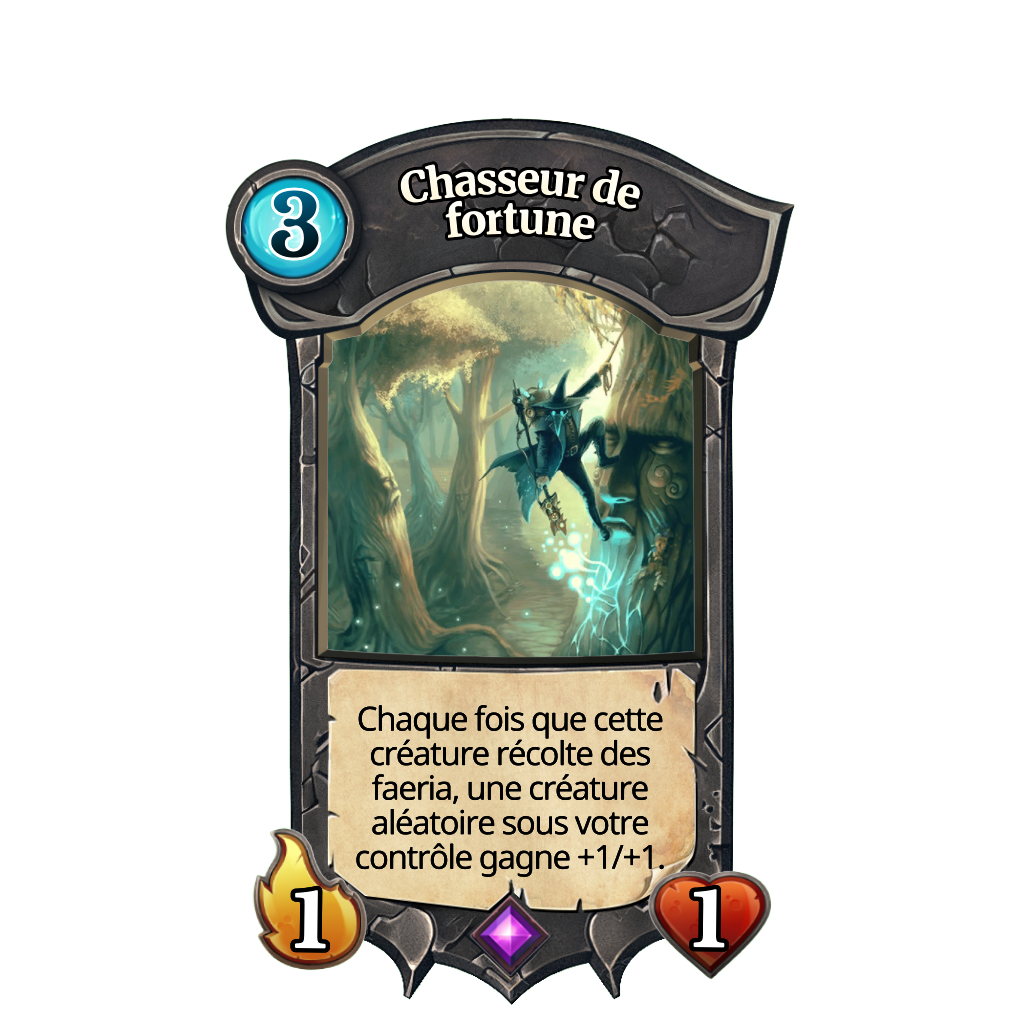 3
Chasseur de
fortune
Chaque fois que cette
créature récolte des
faeria, une créature
aléatoire sous votre
contrôle gagne +1/+1.
1
1